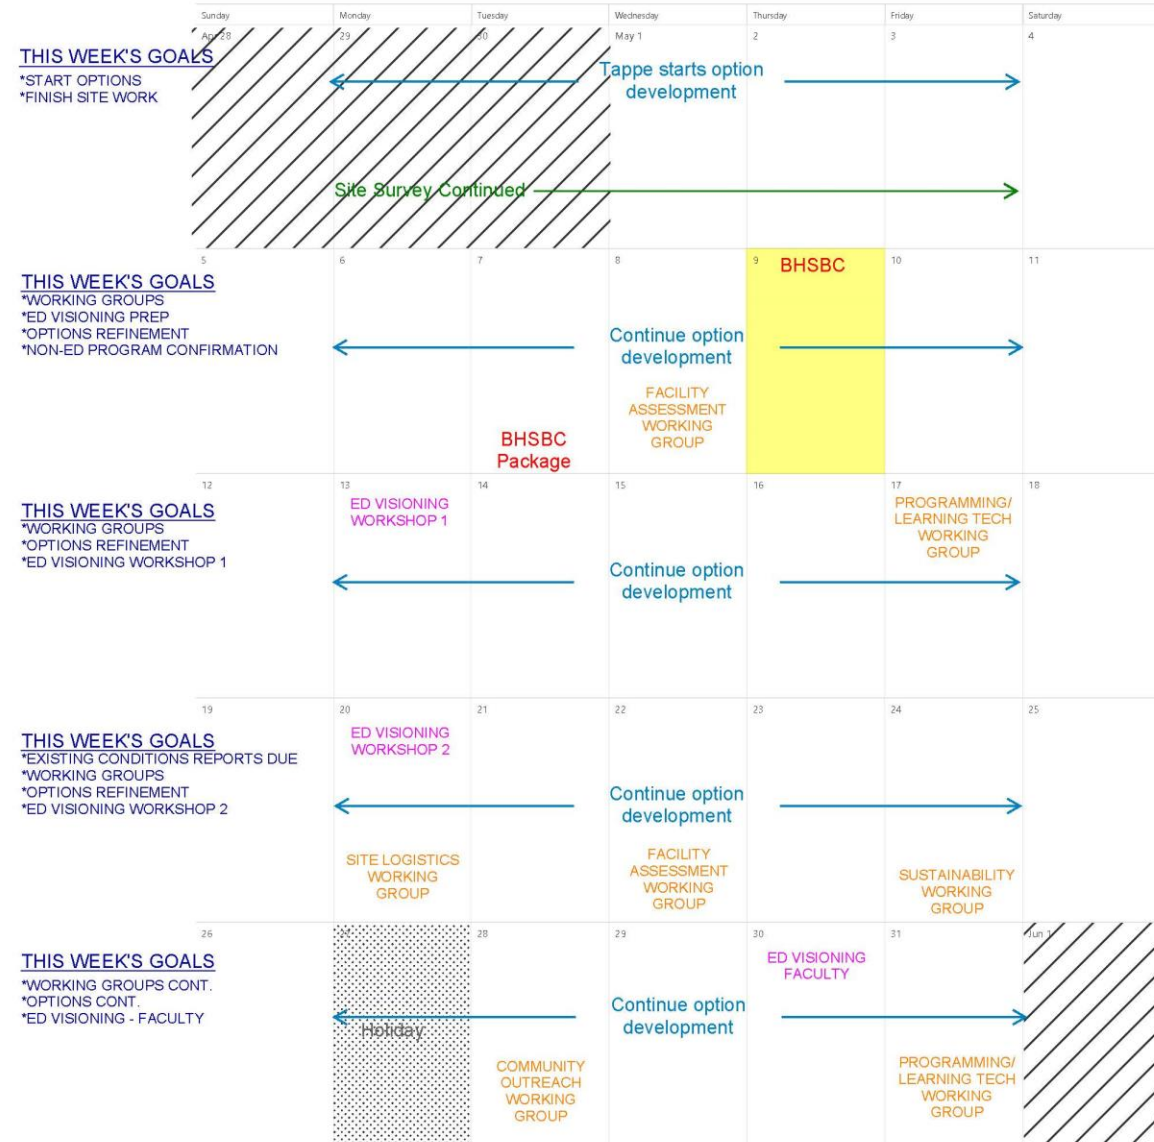 Sunday
Monday
Tuesday
Wednesday
Thursday
Friday
Saturday
Apr 28
29
30
May 1
2
3
4
THIS WEEK'S GOALS
*START OPTIONS
*FINISH SITE WORK
Tappe starts option
development
Site Survey Continued
5
6
7
8
9
10
11
THIS WEEK'S GOALS
*WORKING GROUPS
*ED VISIONING PREP
*OPTIONS REFINEMENT
*NON-ED PROGRAM CONFIRMATION
BHSBC
Continue option
development
FACILITY
ASSESSMENT
WORKING
GROUP
BHSBC
Package
12
13
14
15
16
17
18
THIS WEEK'S GOALS
*WORKING GROUPS
*OPTIONS REFINEMENT
*ED VISIONING WORKSHOP 1
ED VISIONING
WORKSHOP 1
PROGRAMMING/
LEARNING TECH
WORKING
GROUP
Continue option
development
19
20
21
22
23
24
25
THIS WEEK'S GOALS
*EXISTING CONDITIONS REPORTS DUE
*WORKING GROUPS
*OPTIONS REFINEMENT
*ED VISIONING WORKSHOP 2
ED VISIONING
WORKSHOP 2
Continue option
development
SITE LOGISTICS
WORKING
GROUP
FACILITY
ASSESSMENT
WORKING
GROUP
SUSTAINABILITY
WORKING
GROUP
26
27
28
29
30
31
Jun 1
THIS WEEK'S GOALS
*WORKING GROUPS CONT.
*OPTIONS CONT.
*ED VISIONING - FACULTY
ED VISIONING
FACULTY
Continue option
development
Holiday
COMMUNITY
OUTREACH
WORKING
GROUP
PROGRAMMING/
LEARNING TECH
WORKING
GROUP